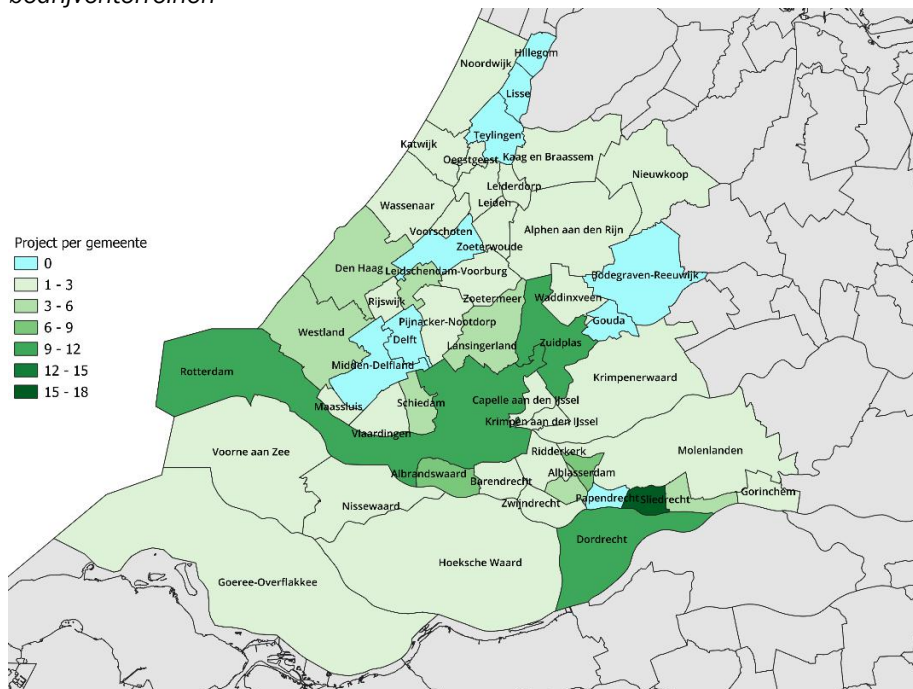 bedrijventerreinen
Hillegom
Noordwijk
Lisse
Teylingen
Katwijk
Oegstgeest
Kaag en Braassem
Nieuwkoop
Leiderdorp
Wassenaar
Leiden
Voorschoten
Alphen aan den Rijn
Zoeterwoude
Project per gemeente
0
1 - 3
3 - 6
6 - 9
9 - 12
12 - 15
15 - 18
Den Haag
Leidschendam-Voorburg
Bodegraven-Reeuwijk
Rijswijk
Zoetermeer
Waddinxveen
Westland
Pijnacker-Nootdorp
Gouda
Delft
Lansingerland
Zuidplas
Midden-Delfland
Rotterdam
Krimpenerwaard
Maassluis
Schiedam
Capelle aan den IJssel
Krimpen aan den IJssel
Vlaardingen
Voorne aan Zee
Ridderkerk
Molenlanden
Albrandswaard
Alblasserdam
Barendrecht
Gorinchem
Papendrecht
Sliedrecht
Zwijndrecht
Nissewaard
Dordrecht
Hoeksche Waard
Goeree-Overflakkee